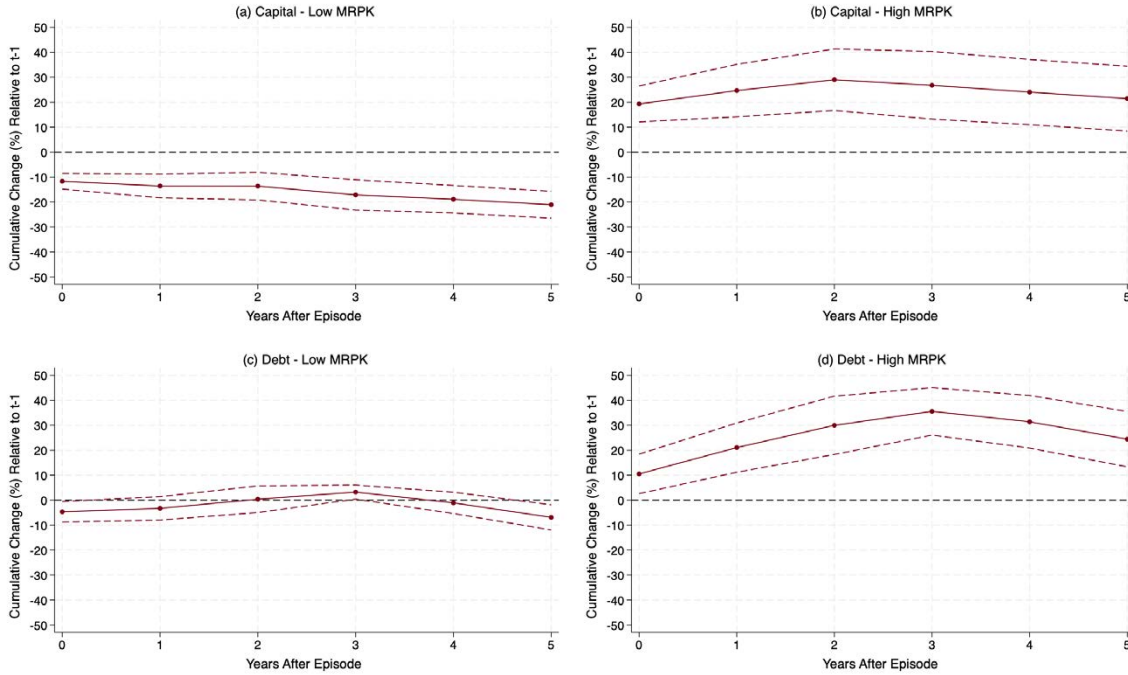 (a) Capital - Low MRPK
Cumulative Change (%) Relative to t-1
50
40
30
20
10
0
-10
-20
-30
-40
-50
0 1 2 3 4 5
Years After Episode
(b) Capital - High MRPK
Cumulative Change (%) Relative to t-1
50
40
30
20
10
0
-10
-20
-30
-40
-50
0 1 2 3 4 5
Years After Episode
(c) Debt - Low MRPK
Cumulative Change (%) Relative to t-1
50
40
30
20
10
0
-10
-20
-30
-40
-50
0 1 2 3 4 5
Years After Episode
(d) Debt - High MRPK
Cumulative Change (%) Relative to t-1
50
40
30
20
10
0
-10
-20
-30
-40
-50
0 1 2 3 4 5
Years After Episode